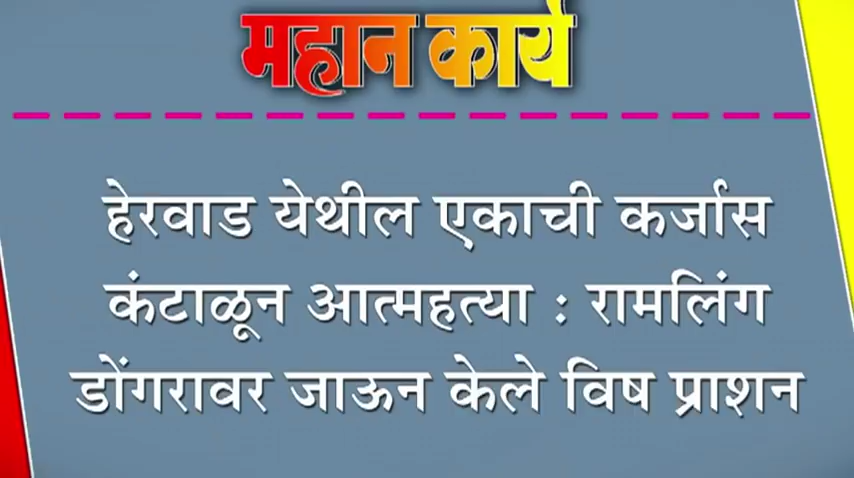 महान कार्य
हेरवाड येथील एकाची कर्जास
कंटाळून आत्महत्या : रामलिंग
डोंगरावर जाऊन केले विष प्राशन